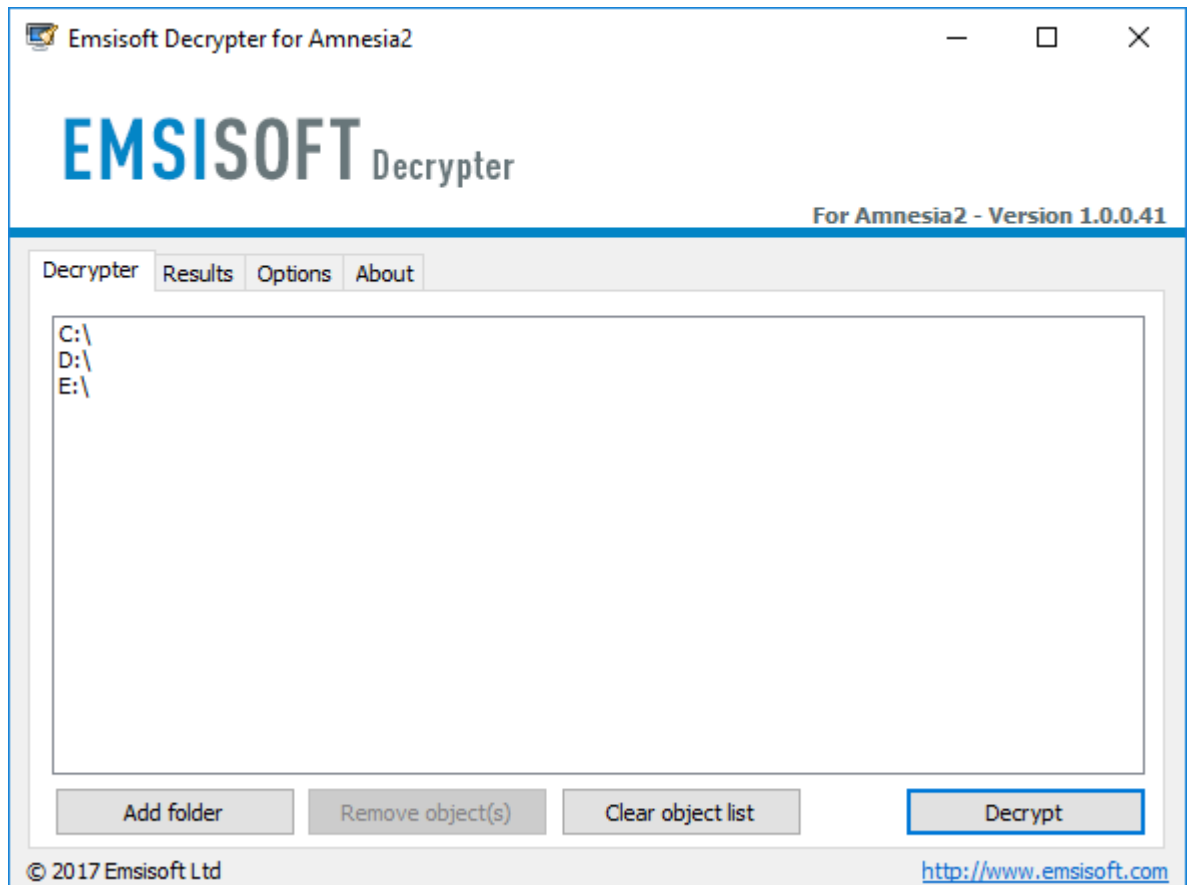 Emsisoft Decrypter for Amnesia2
EMSISOFT Decrypter
For Amnesia2 - Version 1.0.0.41
Decrypter Results Options About
C:\
D:\
E:\
Add folder Remove object(s) Clear object list Decrypt
© 2017 Emsisoft Ltd http://www.emsisoft.com